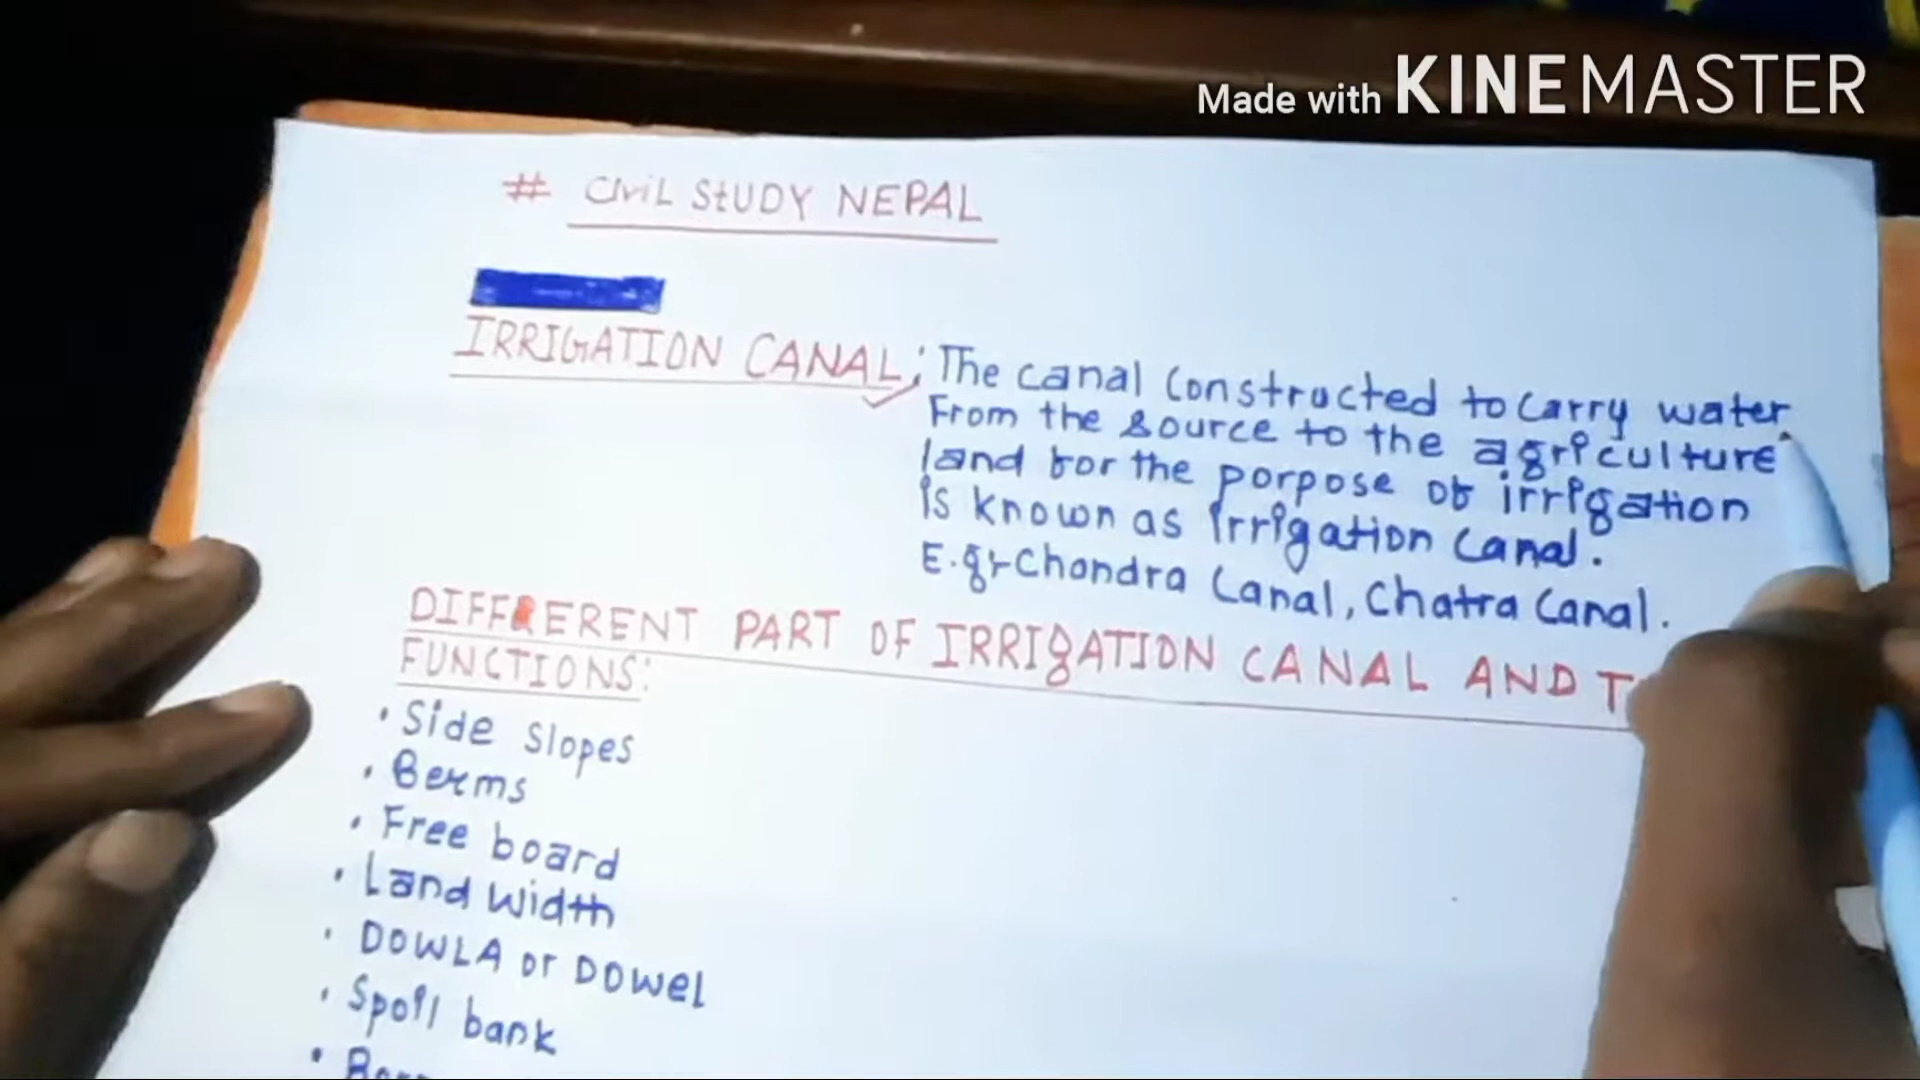 Made with KINEMASTER
# CIVIL STUDY NEPAL
IRRIGATION CANAL; The canal constructed to carry water
From the source to the agriculture
land for the porpose of irrigation
is known as irrigation canal.
E.g:-Chandra Canal, Chatra Canal.
DIFFERENT PART OF IRRIGATION CANAL AND
FUNCTIONS:
• Side slopes
• Berms
• Free board
• Land width
• DOWLA or DOWEL
• Spoil bank